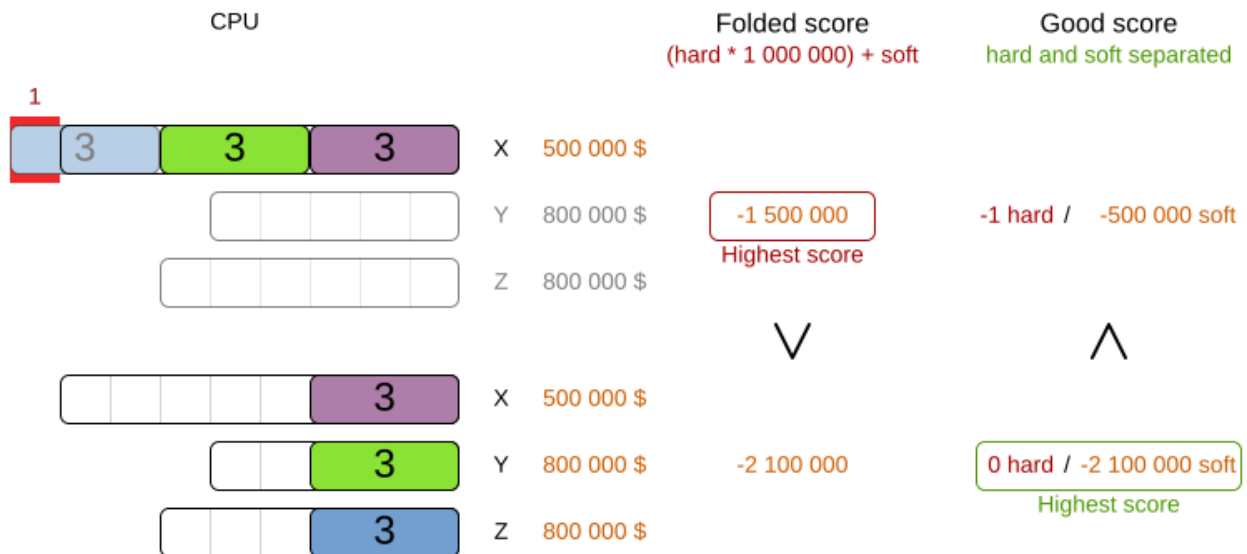 CPU
Folded score
Good score
(hard * 1 000 000) + soft
hard and soft separated
1
3 3 3 X 500 000 $
Y 800 000 $ -1 500 000 -1 hard / -500 000 soft
Highest score
Z 800 000 $
3 X 500 000 $
3 Y 800 000 $ -2 100 000 0 hard / -2 100 000 soft
Highest score
3 Z 800 000 $